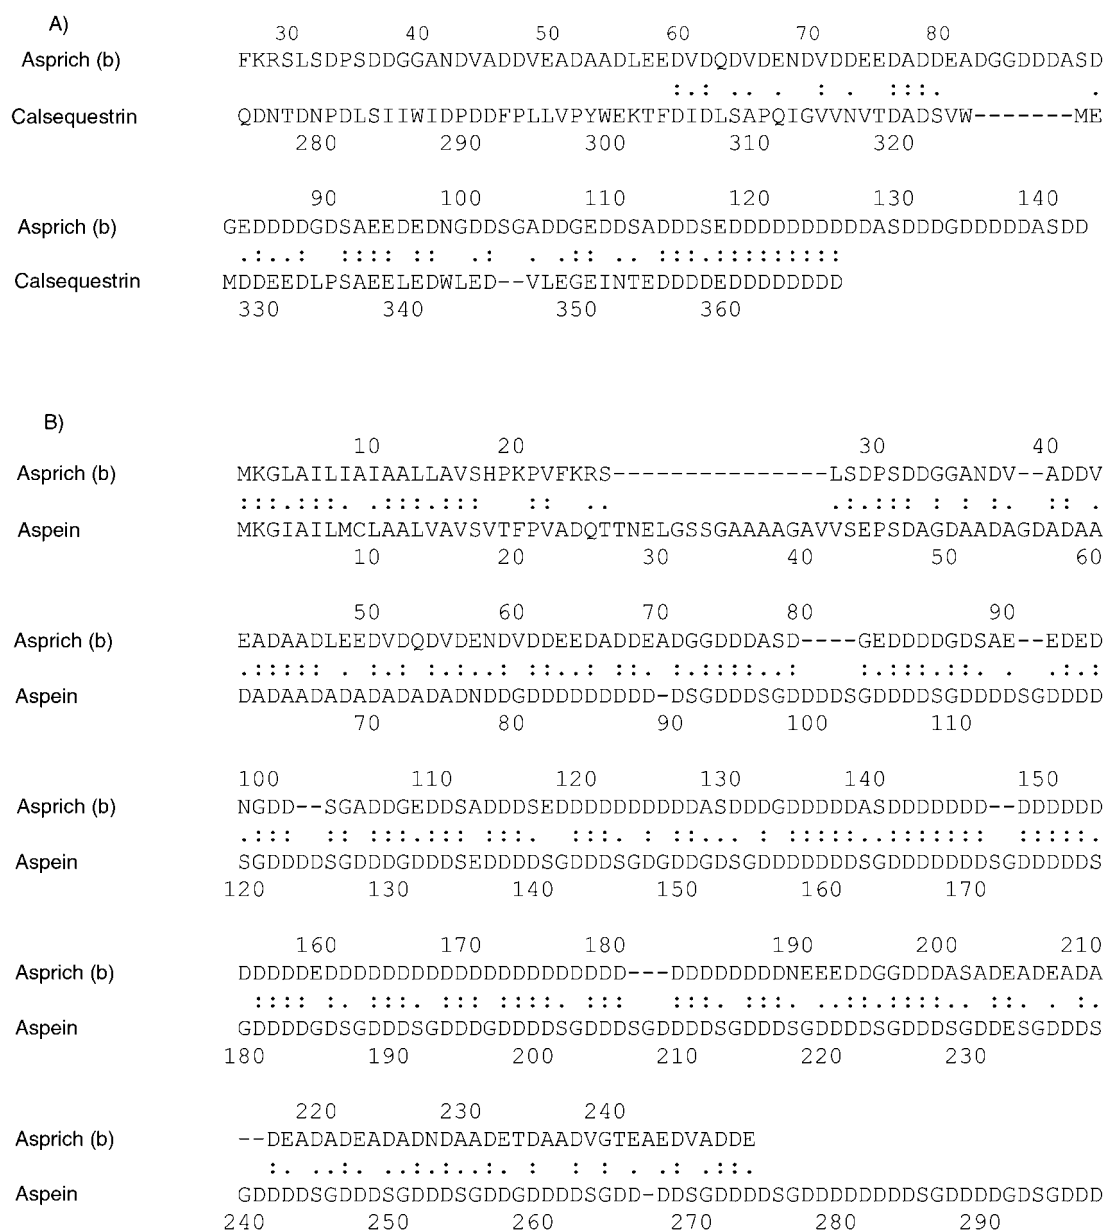 A)
30 40 50 60 70 80
Asprich (b) FKRSLSDPSDDGGANDVADDVEADAADLEEDVDQDVDENDVDDEEDADDEADGGDDDASD
:.: .. . : . :::. .
Calsequestrin QDNTDNPDLSIIWIDPDDFPLLVPYWEKTFDIDLSAPQIGVVNVTDADSVW-------ME
280 290 300 310 320
90 100 110 120 130 140
Asprich (b) GEDDDDGDSAEEDEDNGDDSGADDGEDDSADDDSEDDDDDDDDDDASDDDGDDDDDASDD
.:..: ::::: :: .: .:: .. ::.:.::::::::
Calsequestrin MDDEEDLPSAEELEDWLED--VLEGEINTEDDDDEDDDDDDDD
330 340 350 360
B)
10 20 30 40
Asprich (b) MKGLAILIAIAALLAVSHPKPVFKRS---------------LSDPSDDGGANDV--ADDV
:::.:::. .:::.:::: :: .. .:.::: : : :. :: .
Aspein MKGIAILMCLAALVAVSVTFPVADQTTNELGSSGAAAAGAVVSEPSDAGDAADAGDADAA
10 20 30 40 50 60
50 60 70 80 90
Asprich (b) EADAADLEEDVDQDVDENDVDDEEDADDEADGGDDDASD----GEDDDDGDSAE--EDED
.::::: . :.:.:.:.: ::..:.:: :.:::..: .:::: :.. . .:.:
Aspein DADAADADADADADADNDDGDDDDDDDDD-DSGDDDSGDDDDSGDDDDSGDDDDSGDDDD
70 80 90 100 110
100 110 120 130 140 150
Asprich (b) NGDD--SGADDGEDDSADDDSEDDDDDDDDDDASDDDGDDDDDASDDDDDDD--DDDDDD
.::: :: ::: ::. ::. ::: : ::... : :::::..::::::: :::::.
Aspein SGDDDDSGDDDGDDDSEDDDDSGDDDSGDGDDGDSGDDDDDDDSGDDDDDDDSGDDDDDS
120 130 140 150 160 170
160 170 180 190 200 210
Asprich (b) DDDDDEDDDDDDDDDDDDDDDDDDDDD---DDDDDDDDNEEEDDGGDDDASADEADEADA
:::: :. :::. ::: ::::. ::: :::. :::. ..::.:::. .:. . :.
Aspein GDDDDGDSGDDDSGDDDGDDDDSGDDDSGDDDDSGDDDSGDDDDSGDDDSGDDESGDDDS
180 190 200 210 220 230
220 230 240
Asprich (b) --DEADADEADADNDAADETDAADVGTEAEDVADDE
:. ..:. .:.. :..: : : : :. .:.::.
Aspein GDDDDSGDDDSGDDDSGDDGDDDDSGDD-DDSGDDDDSGDDDDDDDDSGDDDDGDSGDDD
240 250 260 270 280 290